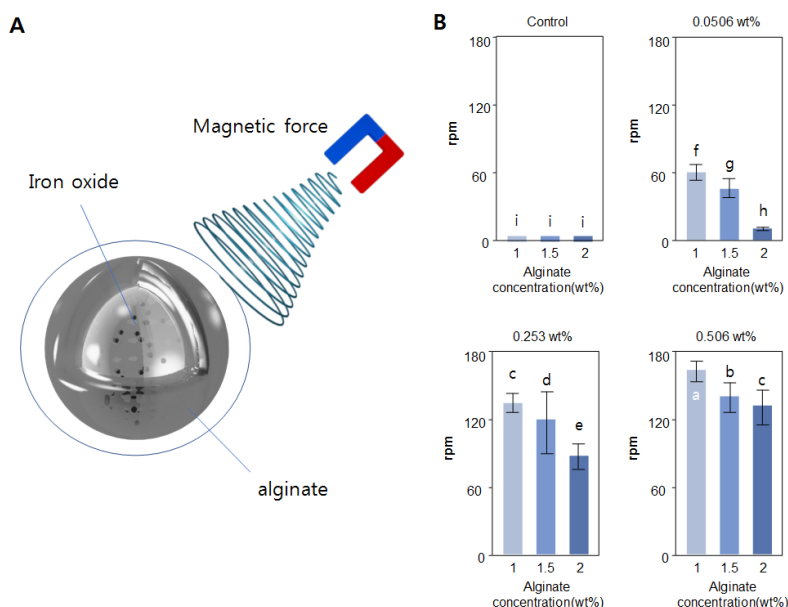 A
Magnetic force
Iron oxide
alginate
B
Control
rpm
180
120
60
0
i i i
1 1.5 2
Alginate
concentration(wt%)
0.0506 wt%
rpm
180
120
60
0
f g h
1 1.5 2
Alginate
concentration(wt%)
0.253 wt%
rpm
180
120
60
0
c d e
1 1.5 2
Alginate
concentration(wt%)
0.506 wt%
rpm
180
120
60
0
a b c
1 1.5 2
Alginate
concentration(wt%)